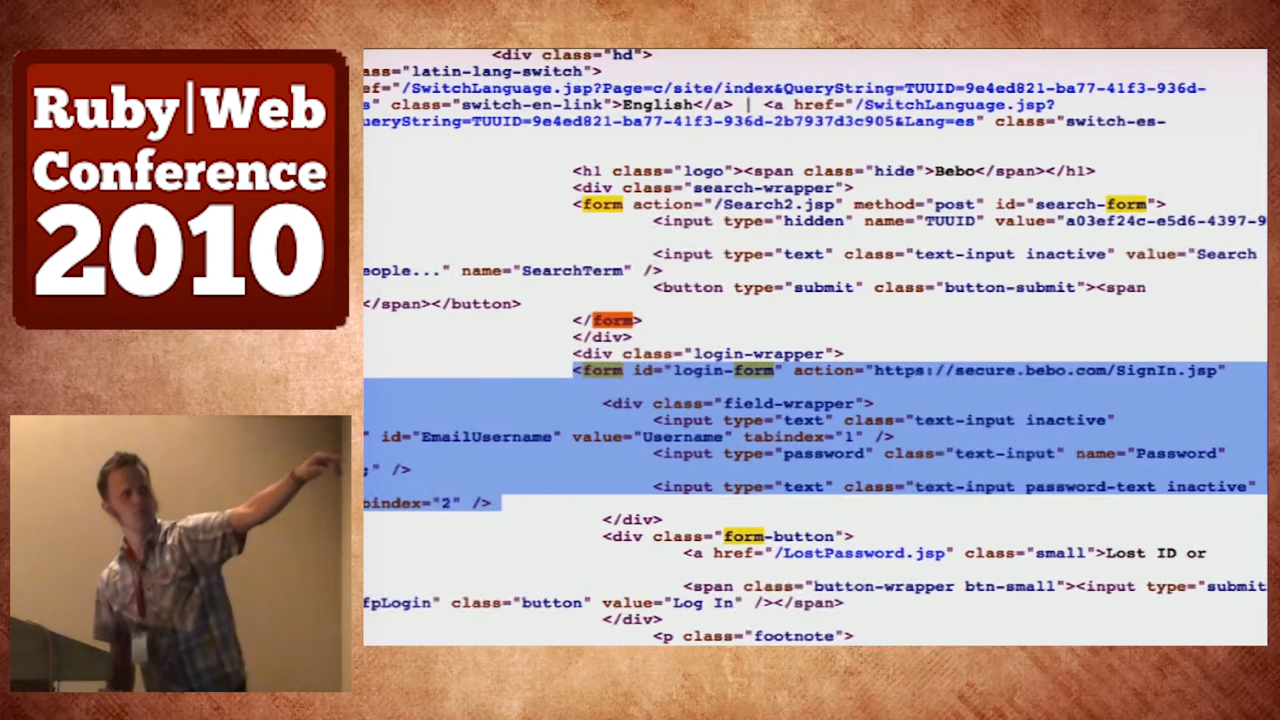 Ruby|Web
Conference
2010
<div class="hd">
ass="latin-lang-switch">
ef="/SwitchLanguage.jsp?Page=c/site/index&QueryString=TUUID=9e4ed821-ba77-41f3-936d-
s" class="switch-en-link">English</a> | <a href="/SwitchLanguage.jsp?
ueryString=TUUID=9e4ed821-ba77-41f3-936d-2b7937d3c905&Lang=es" class="switch-es-
<h1 class="logo"><span class="hide">Bebo</span></h1>
<div class="search-wrapper">
<form action="/Search2.jsp" method="post" id="search-form">
<input type="hidden" name="TUUID" value="a03ef24c-e5d6-4397-9
<input type="text" class="text-input inactive" value="Search
eople..." name="SearchTerm" />
<button type="submit" class="button-submit"><span
</span></button>
</form>
</div>
<div class="login-wrapper">
<form id="login-form" action="https://secure.bebo.com/SignIn.jsp"
<div class="field-wrapper">
<input type="text" class="text-input inactive"
" id="EmailUsername" value="Username" tabindex="1" />
<input type="password" class="text-input" name="Password"
;" />
<input type="text" class="text-input password-text inactive"
bindex="2" />
</div>
<div class="form-button">
<a href="/LostPassword.jsp" class="small">Lost ID or
<span class="button-wrapper btn-small"><input type="submit
fpLogin" class="button" value="Log In" /></span>
</div>
<p class="footnote">